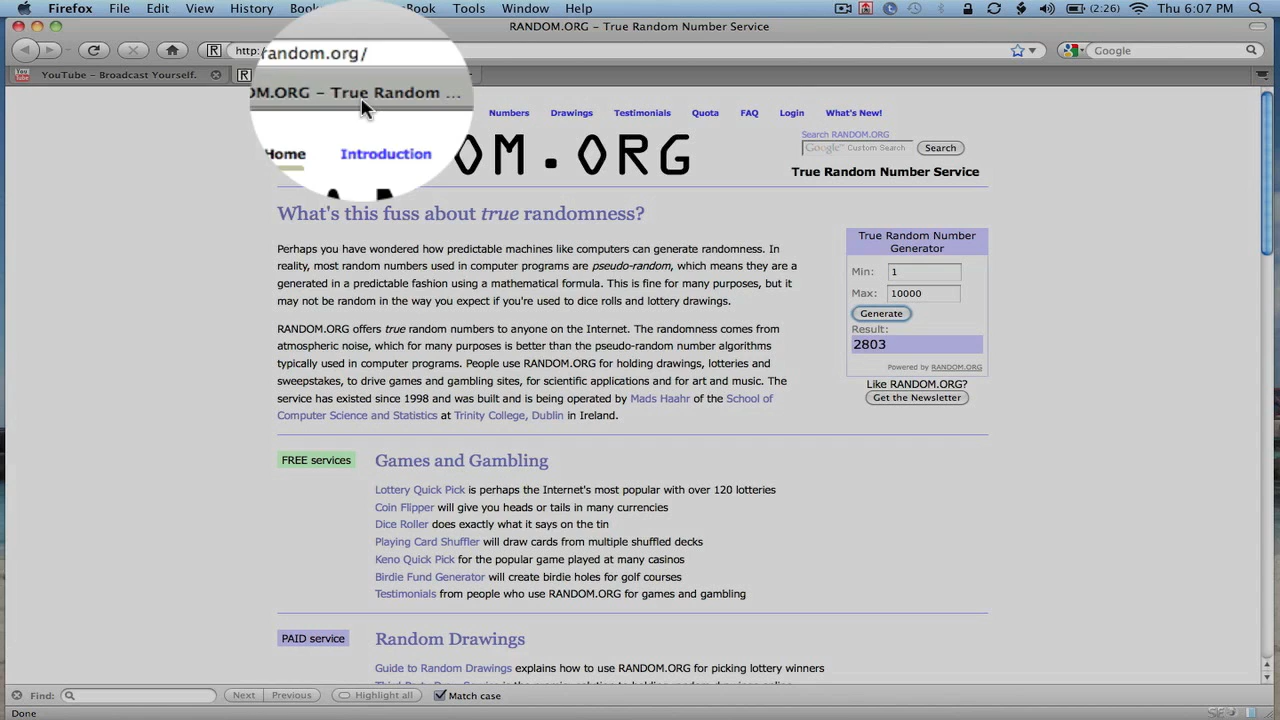 Firefox File Edit View History Tools Window Help (2:26) Thu 6:07 PM
RANDOM.ORG – True Random Number Service
http: random.org/ Google
YouTube – Broadcast Yourself.
OM.ORG – True Random ...
Numbers Drawings Testimonials Quota FAQ Login What's New!
Search RANDOM.ORG
Google Custom Search Search
Home Introduction
DOM.ORG
True Random Number Service
What's this fuss about true randomness?
Perhaps you have wondered how predictable machines like computers can generate randomness. In
reality, most random numbers used in computer programs are pseudo-random, which means they are a
generated in a predictable fashion using a mathematical formula. This is fine for many purposes, but it
may not be random in the way you expect if you're used to dice rolls and lottery drawings.
RANDOM.ORG offers true random numbers to anyone on the Internet. The randomness comes from
atmospheric noise, which for many purposes is better than the pseudo-random number algorithms
typically used in computer programs. People use RANDOM.ORG for holding drawings, lotteries and
sweepstakes, to drive games and gambling sites, for scientific applications and for art and music. The
service has existed since 1998 and was built and is being operated by Mads Haahr of the School of
Computer Science and Statistics at Trinity College, Dublin in Ireland.
True Random Number
Generator
Min: 1
Max: 10000
Generate
Result:
2803
Powered by RANDOM.ORG
Like RANDOM.ORG?
Get the Newsletter
FREE services
Games and Gambling
Lottery Quick Pick is perhaps the Internet's most popular with over 120 lotteries
Coin Flipper will give you heads or tails in many currencies
Dice Roller does exactly what it says on the tin
Playing Card Shuffler will draw cards from multiple shuffled decks
Keno Quick Pick for the popular game played at many casinos
Birdie Fund Generator will create birdie holes for golf courses
Testimonials from people who use RANDOM.ORG for games and gambling
PAID service
Random Drawings
Guide to Random Drawings explains how to use RANDOM.ORG for picking lottery winners
Find: Next Previous Highlight all Match case
Done